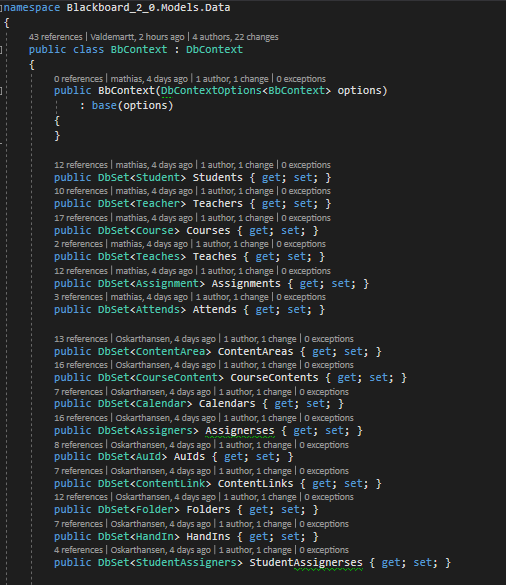 namespace Blackboard_2_0.Models.Data
{
43 references | Valdemartt, 2 hours ago | 4 authors, 22 changes
public class BbContext : DbContext
{
0 references | mathias, 4 days ago | 1 author, 1 change | 0 exceptions
public BbContext(DbContextOptions<BbContext> options)
: base(options)
{
}
12 references | mathias, 4 days ago | 1 author, 1 change | 0 exceptions
public DbSet<Student> Students { get; set; }
10 references | mathias, 4 days ago | 1 author, 1 change | 0 exceptions
public DbSet<Teacher> Teachers { get; set; }
17 references | mathias, 4 days ago | 1 author, 1 change | 0 exceptions
public DbSet<Course> Courses { get; set; }
2 references | mathias, 4 days ago | 1 author, 1 change | 0 exceptions
public DbSet<Teaches> Teaches { get; set; }
12 references | mathias, 4 days ago | 1 author, 1 change | 0 exceptions
public DbSet<Assignment> Assignments { get; set; }
3 references | mathias, 4 days ago | 1 author, 1 change | 0 exceptions
public DbSet<Attends> Attends { get; set; }
13 references | Oskarthansen, 4 days ago | 1 author, 1 change | 0 exceptions
public DbSet<ContentArea> ContentAreas { get; set; }
16 references | Oskarthansen, 4 days ago | 1 author, 1 change | 0 exceptions
public DbSet<CourseContent> CourseContents { get; set; }
7 references | Oskarthansen, 4 days ago | 1 author, 1 change | 0 exceptions
public DbSet<Calendar> Calendars { get; set; }
16 references | Oskarthansen, 4 days ago | 1 author, 1 change | 0 exceptions
public DbSet<Assigners> Assignerses { get; set; }
8 references | Oskarthansen, 4 days ago | 1 author, 1 change | 0 exceptions
public DbSet<AuId> AuIds { get; set; }
7 references | Oskarthansen, 4 days ago | 1 author, 1 change | 0 exceptions
public DbSet<ContentLink> ContentLinks { get; set; }
12 references | Oskarthansen, 4 days ago | 1 author, 1 change | 0 exceptions
public DbSet<Folder> Folders { get; set; }
7 references | Oskarthansen, 4 days ago | 1 author, 1 change | 0 exceptions
public DbSet<HandIn> HandIns { get; set; }
4 references | Oskarthansen, 4 days ago | 1 author, 1 change | 0 exceptions
public DbSet<StudentAssigners> StudentAssignerses { get; set; }